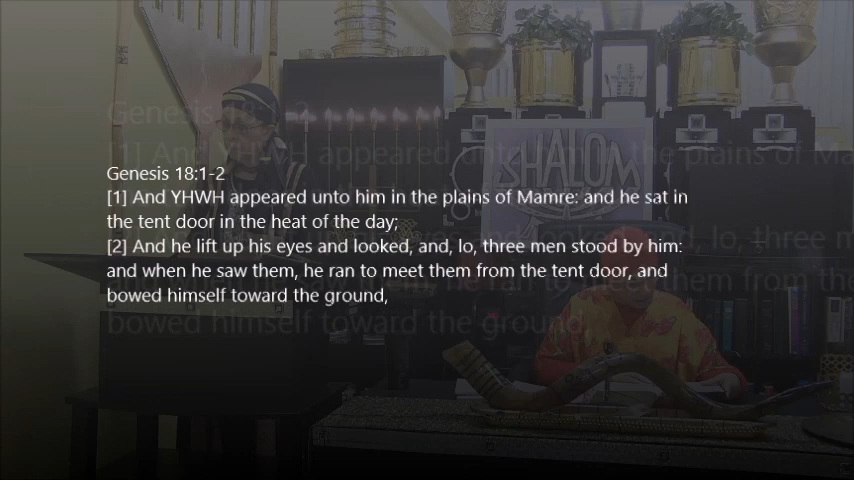 Genesis 18:1-2
[1] And YHWH appeared unto him in the plains of Mamre: and he sat in
the tent door in the heat of the day;
[2] And he lift up his eyes and looked, and, lo, three men stood by him:
and when he saw them, he ran to meet them from the tent door, and
bowed himself toward the ground,
SHALOM